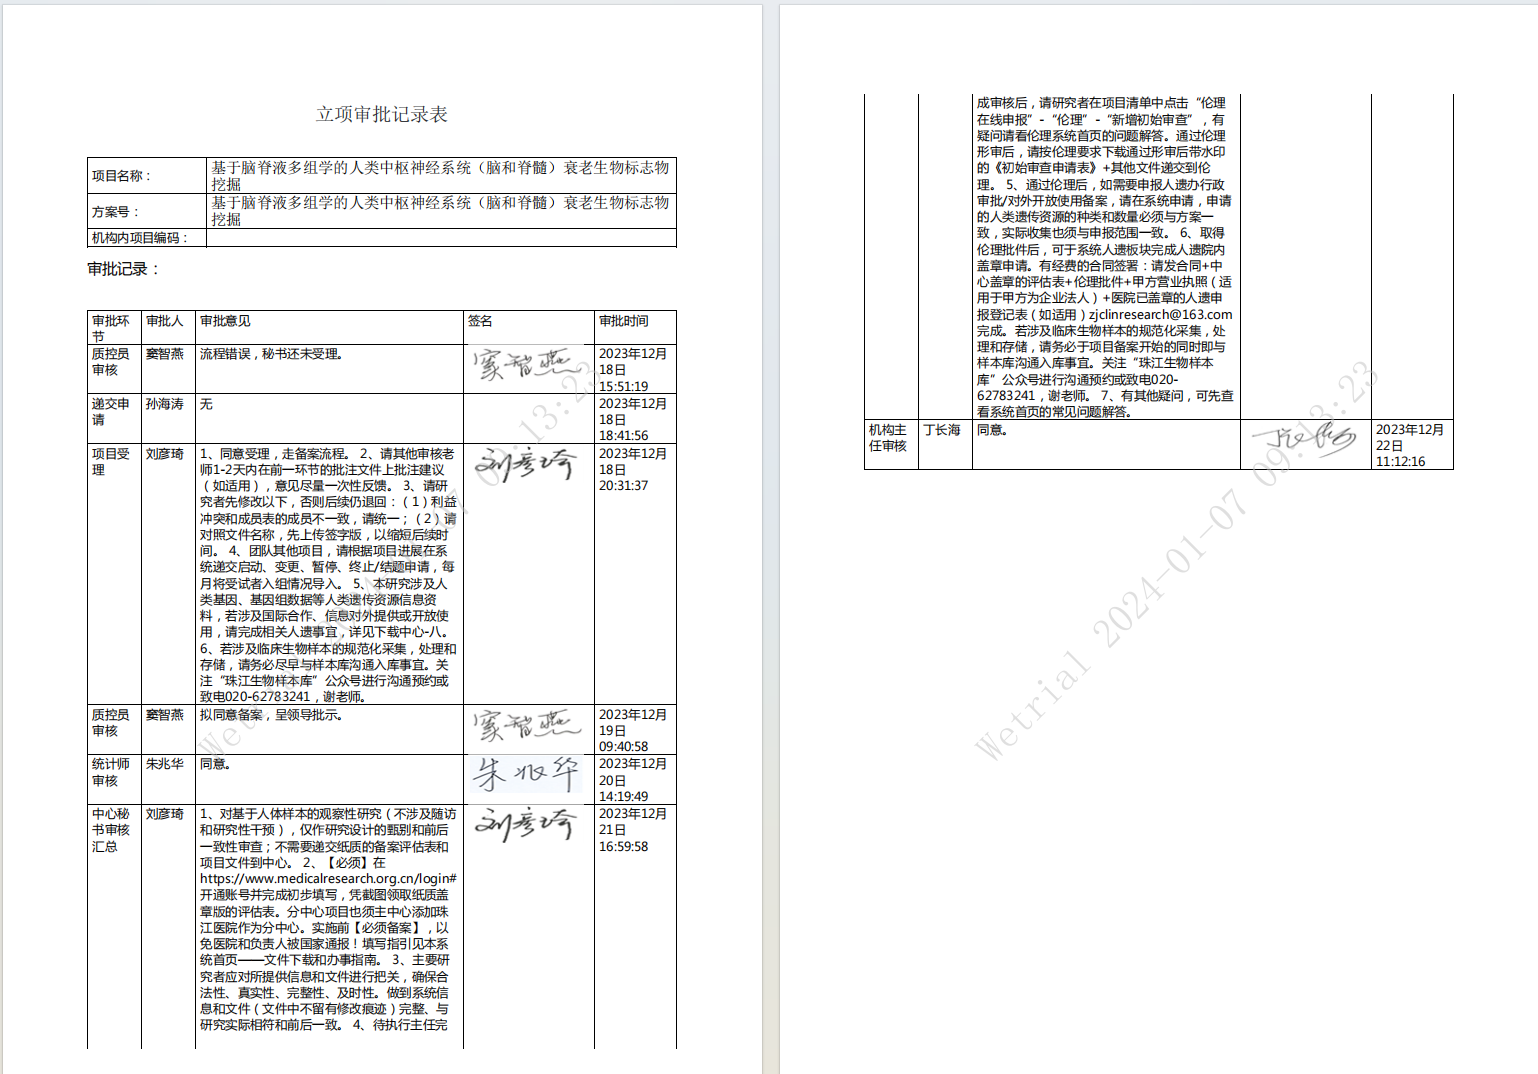 立项审批记录表
项目名称：
基于脑脊液多组学的人类中枢神经系统（脑和脊髓）衰老生物标志物
挖掘
方案号：
基于脑脊液多组学的人类中枢神经系统（脑和脊髓）衰老生物标志物
挖掘
机构内项目编码：
审批记录：
审批环
节
审批人
审批意见
签名
审批时间
质控员
审核
窦智燕
流程错误，秘书还未受理。
窦智燕
2023年12月
18日
15:51:19
递交申
请
孙海涛
无
2023年12月
18日
18:41:56
项目受
理
刘彦琦
1、同意受理，走备案流程。 2、请其他审核老
师1-2天内在前一环节的批注文件上批注建议
（如适用），意见尽量一次性反馈。 3、请研
究者先修改以下，否则后续仍退回：（1）利益
冲突和成员表的成员不一致，请统一；（2）请
对照文件名称，先上传签字版，以缩短后续时
间。 4、团队其他项目，请根据项目进展在系
统递交启动、变更、暂停、终止/结题申请，每
月将受试者入组情况导入。 5、本研究涉及人
类基因、基因组数据等人类遗传资源信息资
料，若涉及国际合作、信息对外提供或开放使
用，请完成相关人遗事宜，详见下载中心-八。
6、若涉及临床生物样本的规范化采集，处理和
存储，请务必尽早与样本库沟通入库事宜。关
注“珠江生物样本库”公众号进行沟通预约或
致电020-62783241，谢老师。
刘彦琦
2023年12月
18日
20:31:37
质控员
审核
窦智燕
拟同意备案，呈领导批示。
窦智燕
2023年12月
19日
09:40:58
统计师
审核
朱兆华
同意。
朱兆华
2023年12月
20日
14:19:49
中心秘
书审核
汇总
刘彦琦
1、对基于人体样本的观察性研究（不涉及随访
和研究性干预），仅作研究设计的甄别和前后
一致性审查；不需要递交纸质的备案评估表和
项目文件到中心。 2、【必须】在
https://www.medicalresearch.org.cn/login#
开通账号并完成初步填写，凭截图领取纸质盖
章版的评估表。分中心项目也须主中心添加珠
江医院作为分中心。实施前【必须备案】，以
免医院和负责人被国家通报！填写指引见本系
统首页——文件下载和办事指南。 3、主要研
究者应对所提供信息和文件进行把关，确保合
法性、真实性、完整性、及时性。做到系统信
息和文件（文件中不留有修改痕迹）完整、与
研究实际相符和前后一致。 4、待执行主任完
刘彦琦
2023年12月
21日
16:59:58
Wetrial 2024-01-07 09:13:23
成审核后，请研究者在项目清单中点击“伦理
在线申报”-“伦理”-“新增初始审查”，有
疑问请看伦理系统首页的问题解答。通过伦理
形审后，请按伦理要求下载通过形审后带水印
的《初始审查申请表》+其他文件递交到伦
理。 5、通过伦理后，如需要申报人遗办行政
审批/对外开放使用备案，请在系统申请，申请
的人类遗传资源的种类和数量必须与方案一
致，实际收集也须与申报范围一致。 6、取得
伦理批件后，可于系统人遗板块完成人遗院内
盖章申请。有经费的合同签署：请发合同+中
心盖章的评估表+伦理批件+甲方营业执照（适
用于甲方为企业法人）+医院已盖章的人遗申
报登记表（如适用）zjclinresearch@163.com
完成。若涉及临床生物样本的规范化采集，处
理和存储，请务必于项目备案开始的同时即与
样本库沟通入库事宜。关注“珠江生物样本
库”公众号进行沟通预约或致电020-
62783241，谢老师。 7、有其他疑问，可先查
看系统首页的常见问题解答。
机构主
任审核
丁长海
同意。
丁长海
2023年12月
22日
11:12:16
Wetrial 2024-01-07 09:13:23